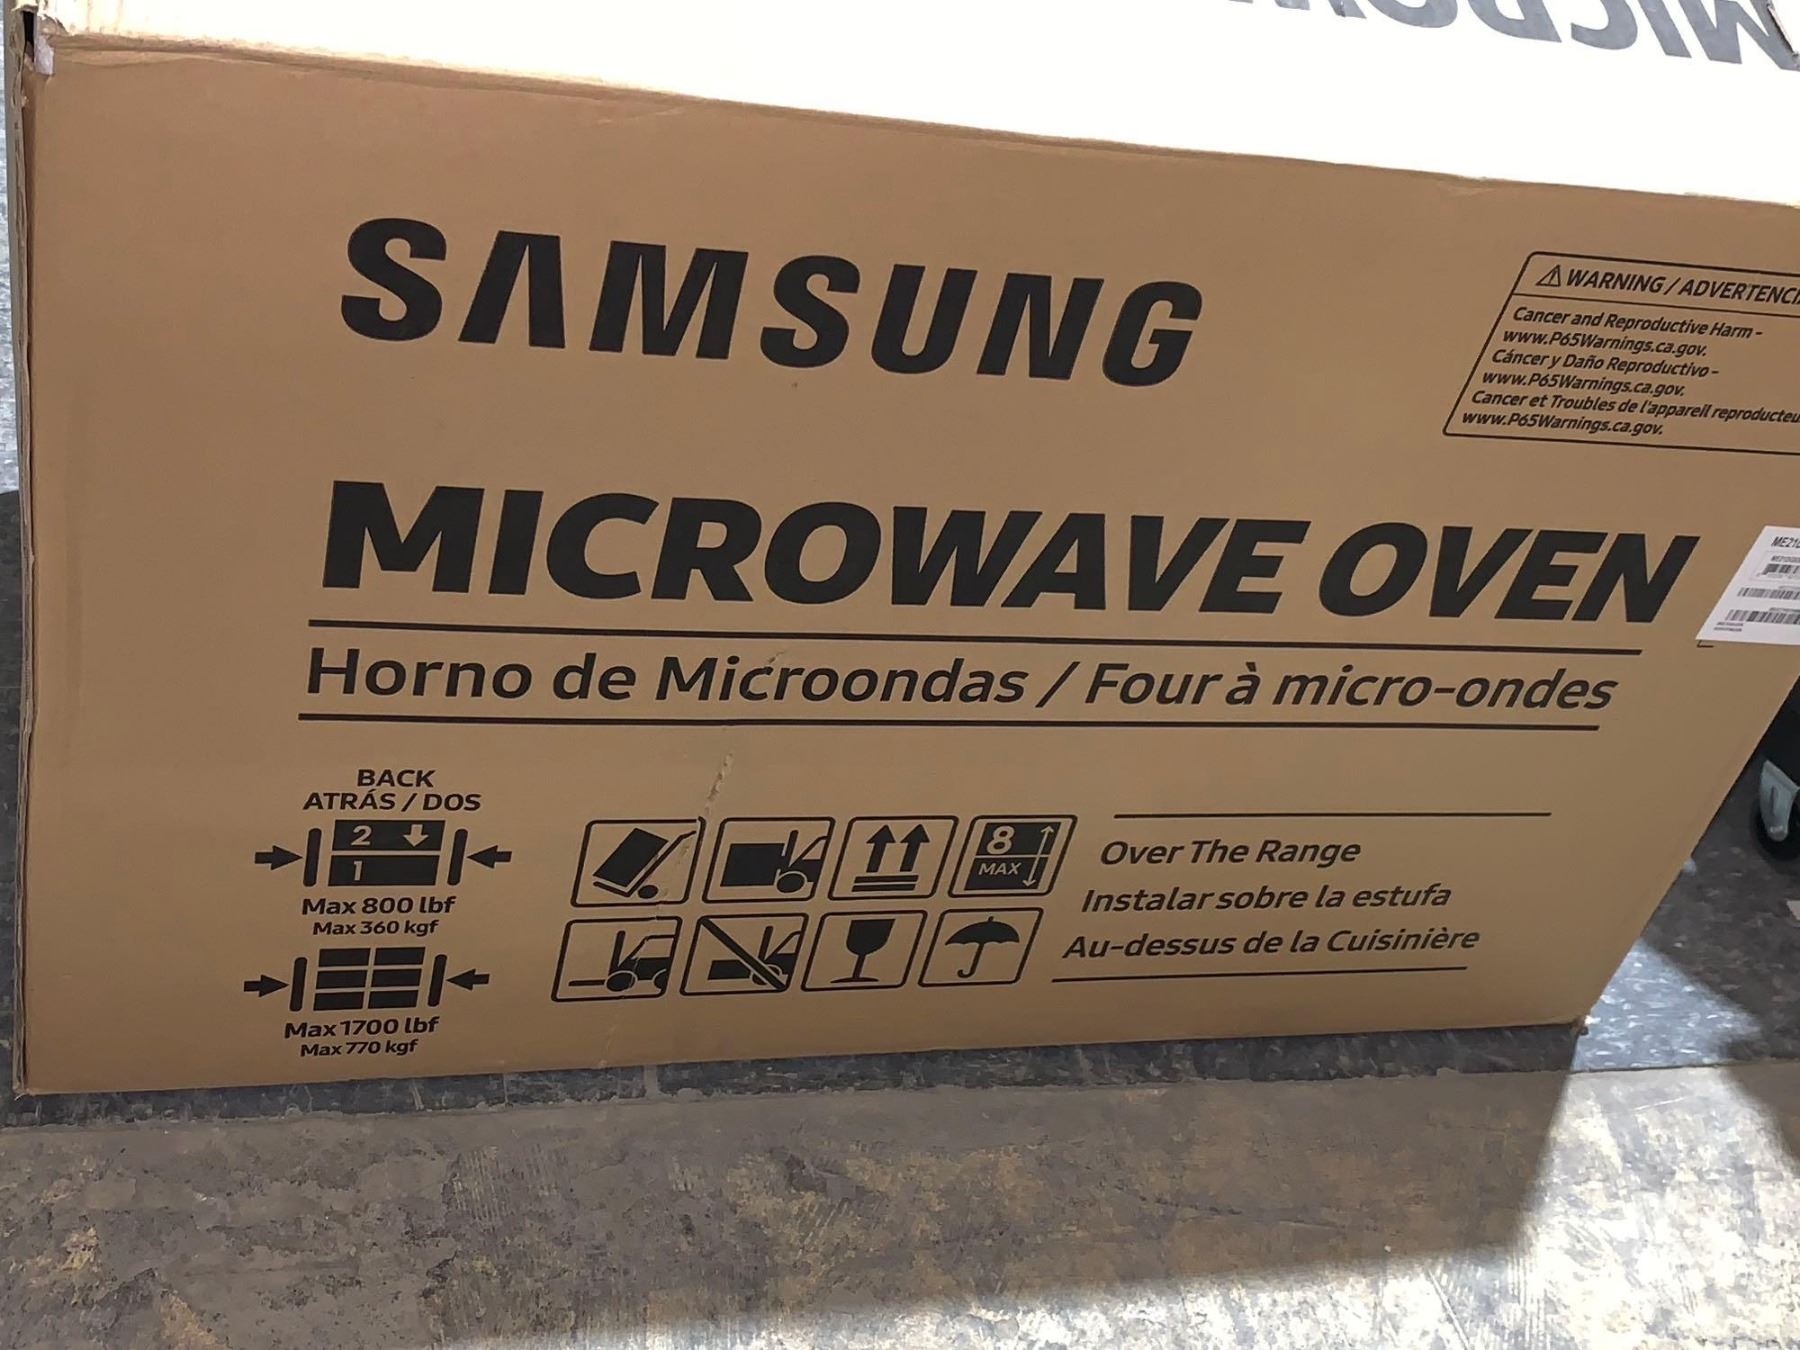 SAMSUNG
WARNING / ADVERTENCI
Cancer and Reproductive Harm -
www.P65Warnings.ca.gov.
Cáncer y Daño Reproductivo -
www.P65Warnings.ca.gov.
Cancer et Troubles de l'appareil reproducteu
www.P65Warnings.ca.gov.
MICROWAVE OVEN
Horno de Microondas / Four à micro-ondes
BACK
ATRÁS / DOS
2
1
Max 800 lbf
Max 360 kgf
Max 1700 lbf
Max 770 kgf
8
MAX
Over The Range
Instalar sobre la estufa
Au-dessus de la Cuisinière